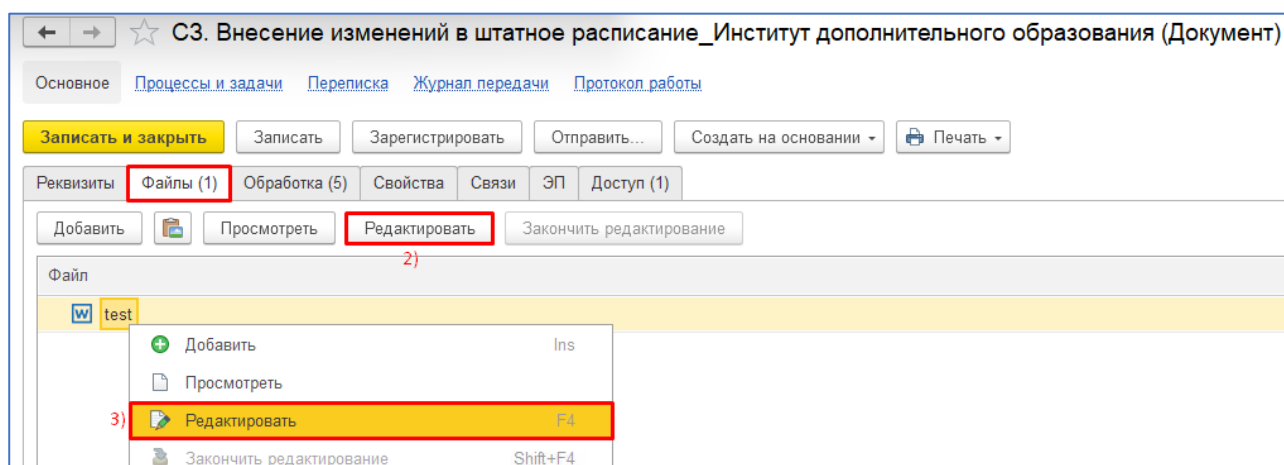 СЗ. Внесение изменений в штатное расписание_Институт дополнительного образования (Документ)
Основное Процессы и задачи Переписка Журнал передачи Протокол работы
Записать и закрыть Записать Зарегистрировать Отправить... Создать на основании Печать
Реквизиты Файлы (1) Обработка (5) Свойства Связи ЭП Доступ (1)
Добавить Просмотреть Редактировать Закончить редактирование
2)
Файл
W test
Добавить Ins
Просмотреть
3) Редактировать F4
Закончить редактирование Shift+F4